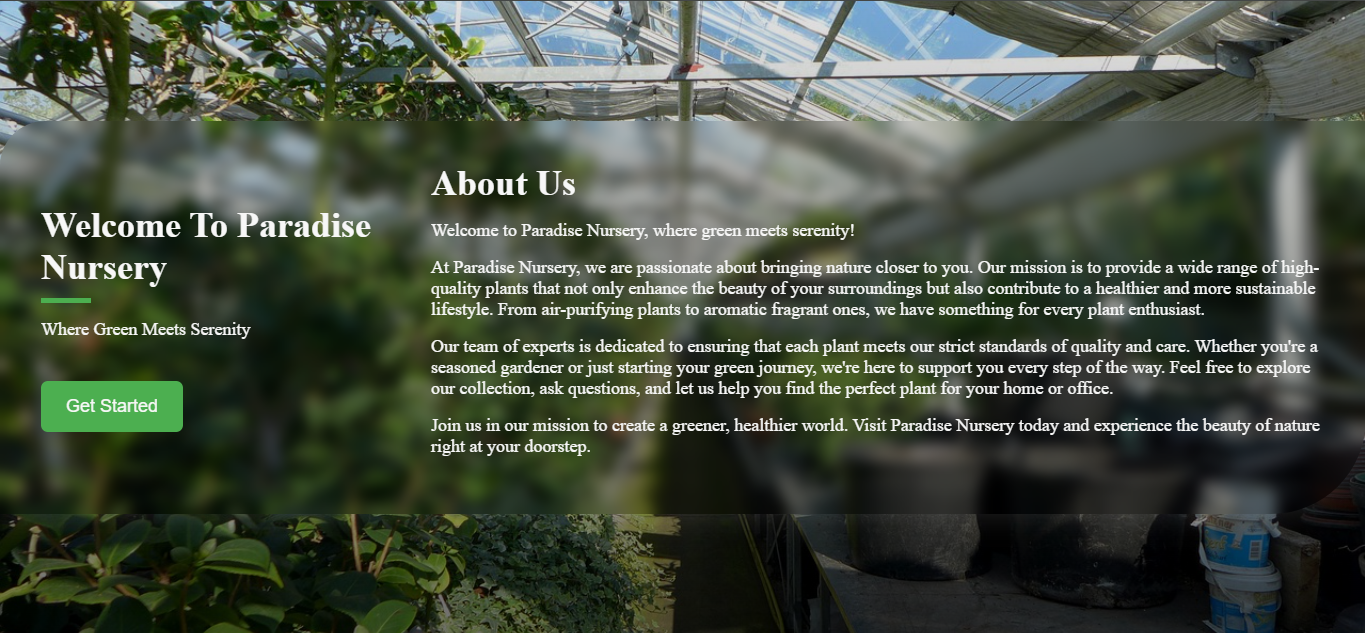 Welcome To Paradise
Nursery
Where Green Meets Serenity
Get Started
About Us
Welcome to Paradise Nursery, where green meets serenity!
At Paradise Nursery, we are passionate about bringing nature closer to you. Our mission is to provide a wide range of high-
quality plants that not only enhance the beauty of your surroundings but also contribute to a healthier and more sustainable
lifestyle. From air-purifying plants to aromatic fragrant ones, we have something for every plant enthusiast.
Our team of experts is dedicated to ensuring that each plant meets our strict standards of quality and care. Whether you're a
seasoned gardener or just starting your green journey, we're here to support you every step of the way. Feel free to explore
our collection, ask questions, and let us help you find the perfect plant for your home or office.
Join us in our mission to create a greener, healthier world. Visit Paradise Nursery today and experience the beauty of nature
right at your doorstep.